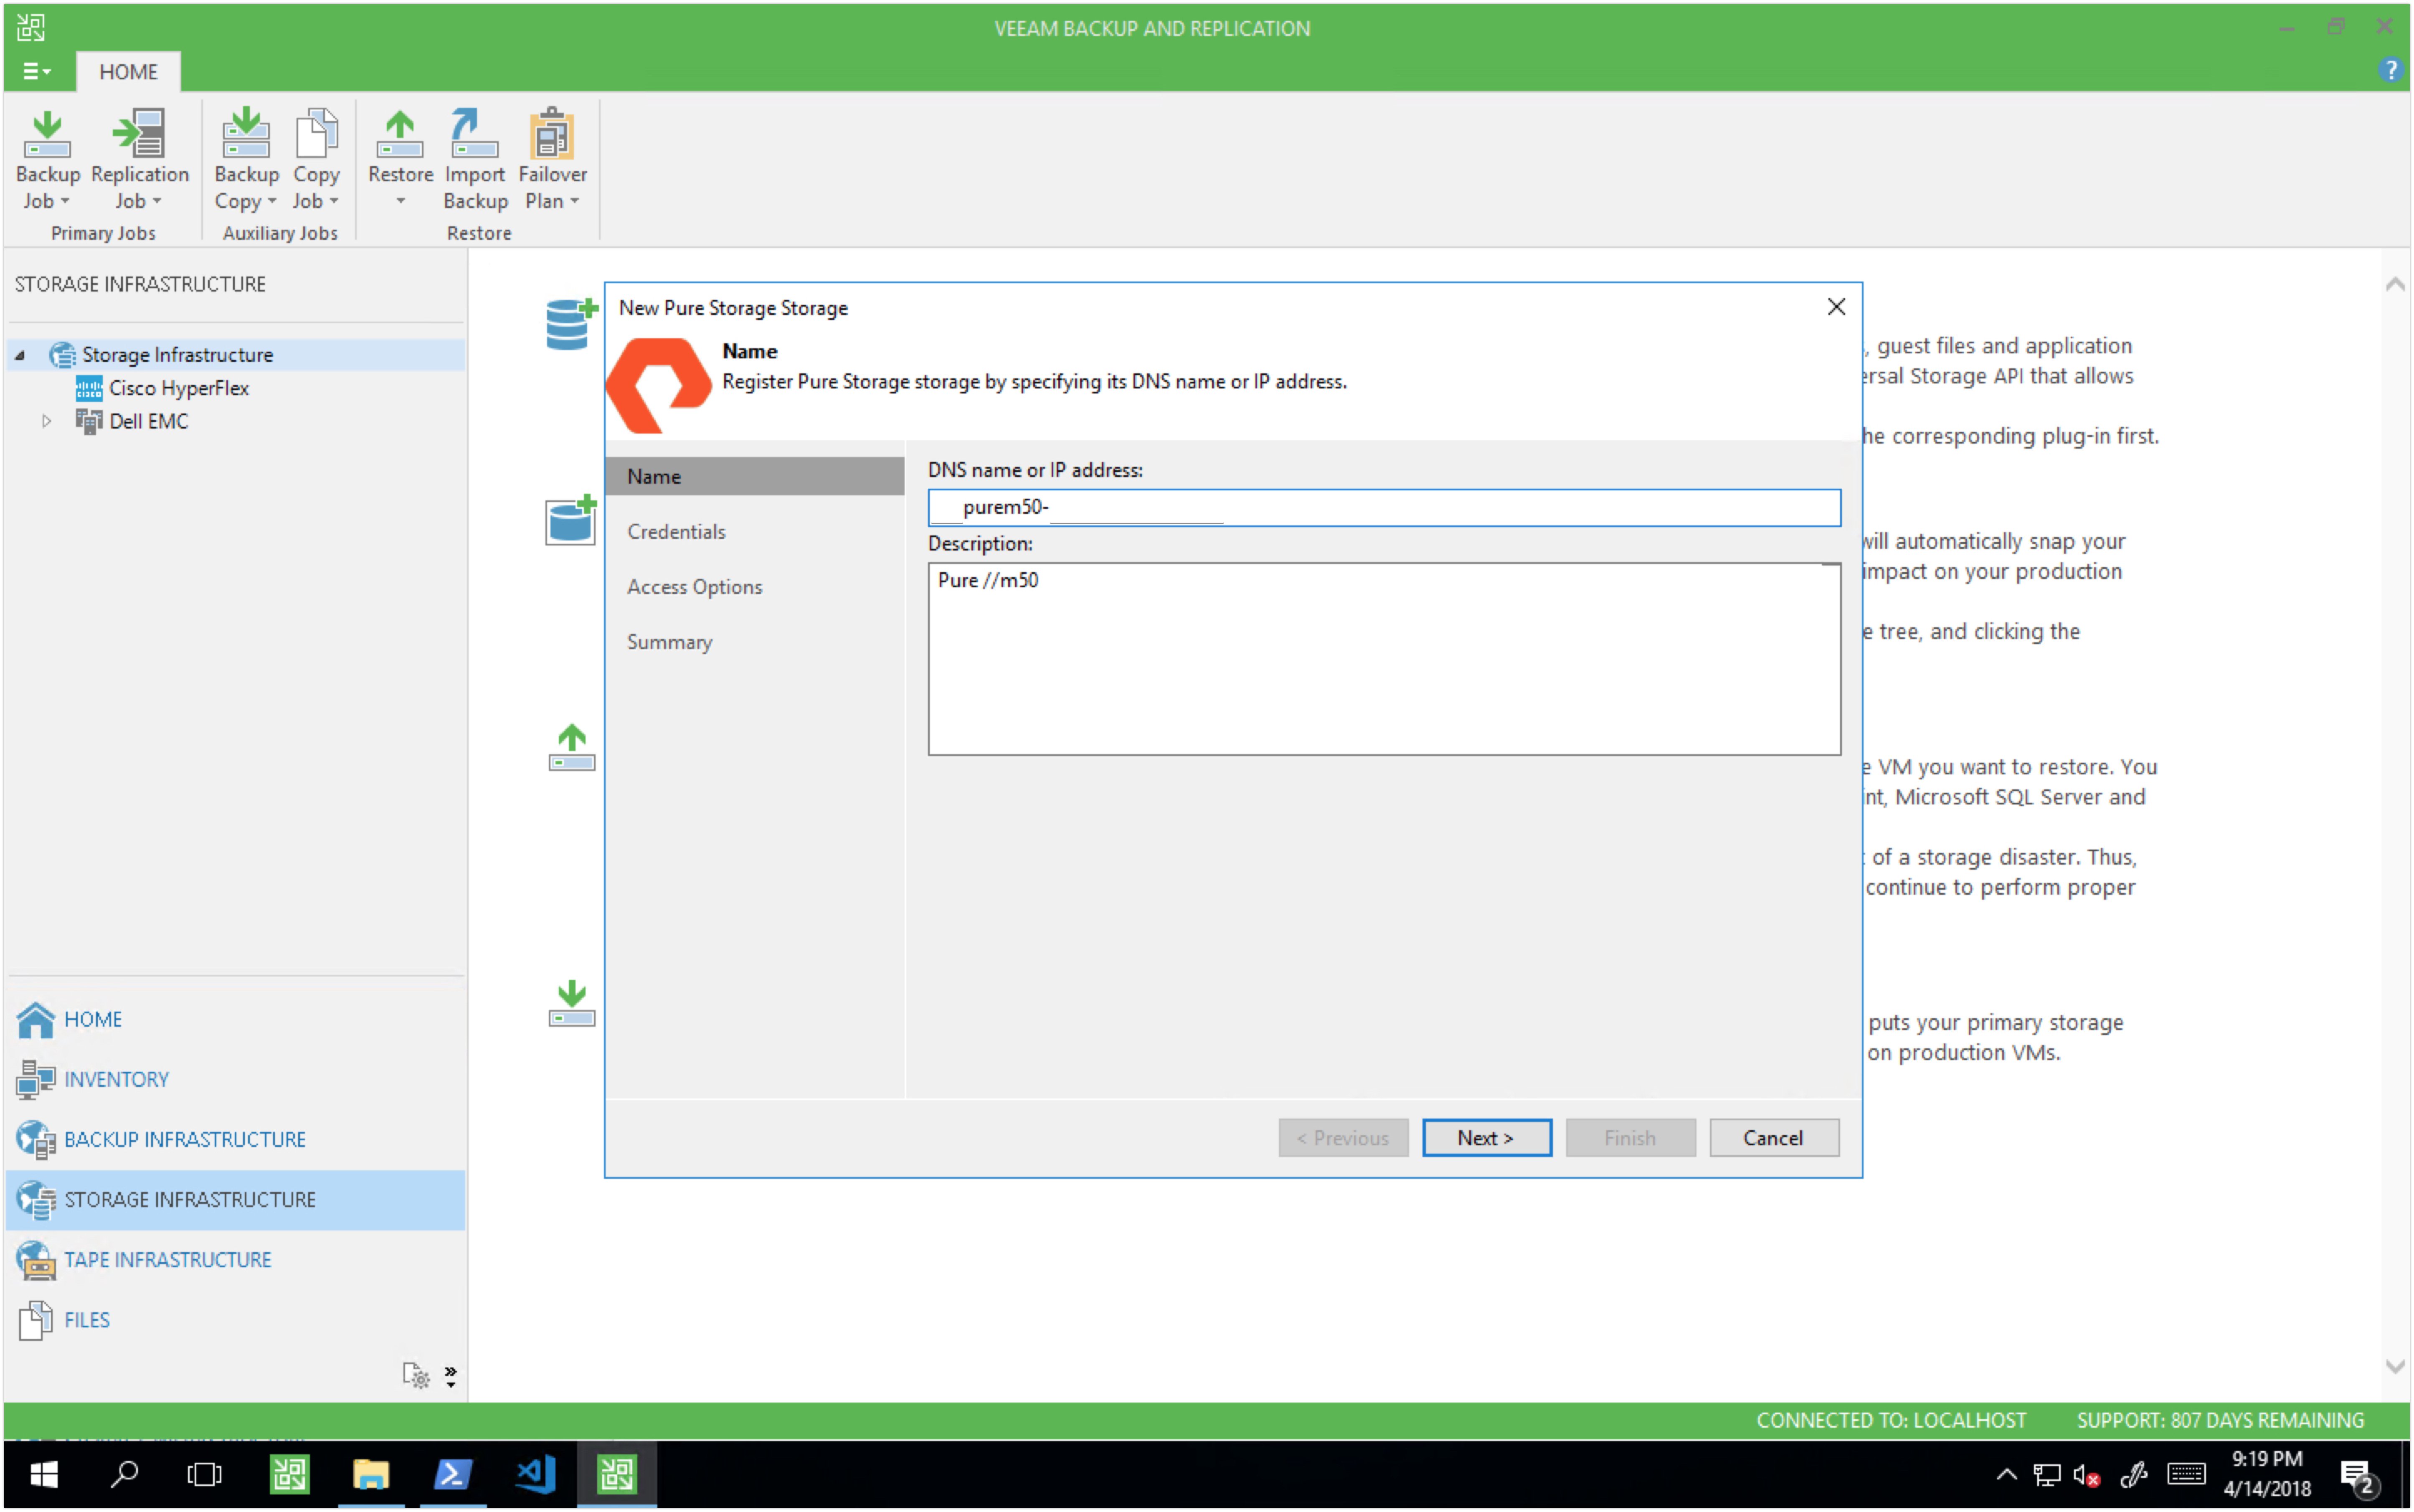 VEEAM BACKUP AND REPLICATION
HOME
?
Backup Job
Replication Job
Backup Copy
Copy Job
Restore
Import Backup
Failover Plan
Primary Jobs
Auxiliary Jobs
Restore
STORAGE INFRASTRUCTURE
Storage Infrastructure
Cisco HyperFlex
Dell EMC
New Pure Storage Storage
Name
Register Pure Storage storage by specifying its DNS name or IP address.
Name
Credentials
Access Options
Summary
DNS name or IP address:
purem50-
Description:
Pure //m50
< Previous
Next >
Finish
Cancel
, guest files and application
ersal Storage API that allows
he corresponding plug-in first.
will automatically snap your
impact on your production
e tree, and clicking the
e VM you want to restore. You
int, Microsoft SQL Server and
of a storage disaster. Thus,
continue to perform proper
puts your primary storage
on production VMs.
HOME
INVENTORY
BACKUP INFRASTRUCTURE
STORAGE INFRASTRUCTURE
TAPE INFRASTRUCTURE
FILES
CONNECTED TO: LOCALHOST
SUPPORT: 807 DAYS REMAINING
9:19 PM
4/14/2018
2